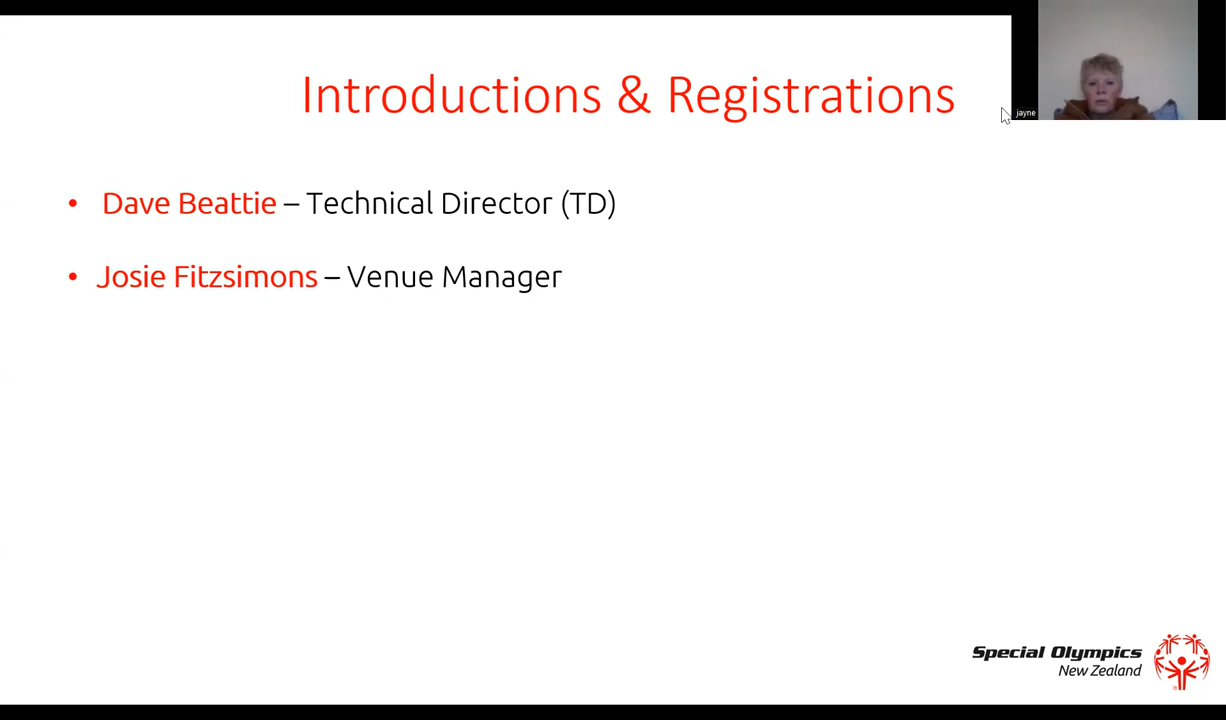 Introductions & Registrations
jayne
• Dave Beattie – Technical Director (TD)
• Josie Fitzsimons – Venue Manager
Special Olympics
New Zealand